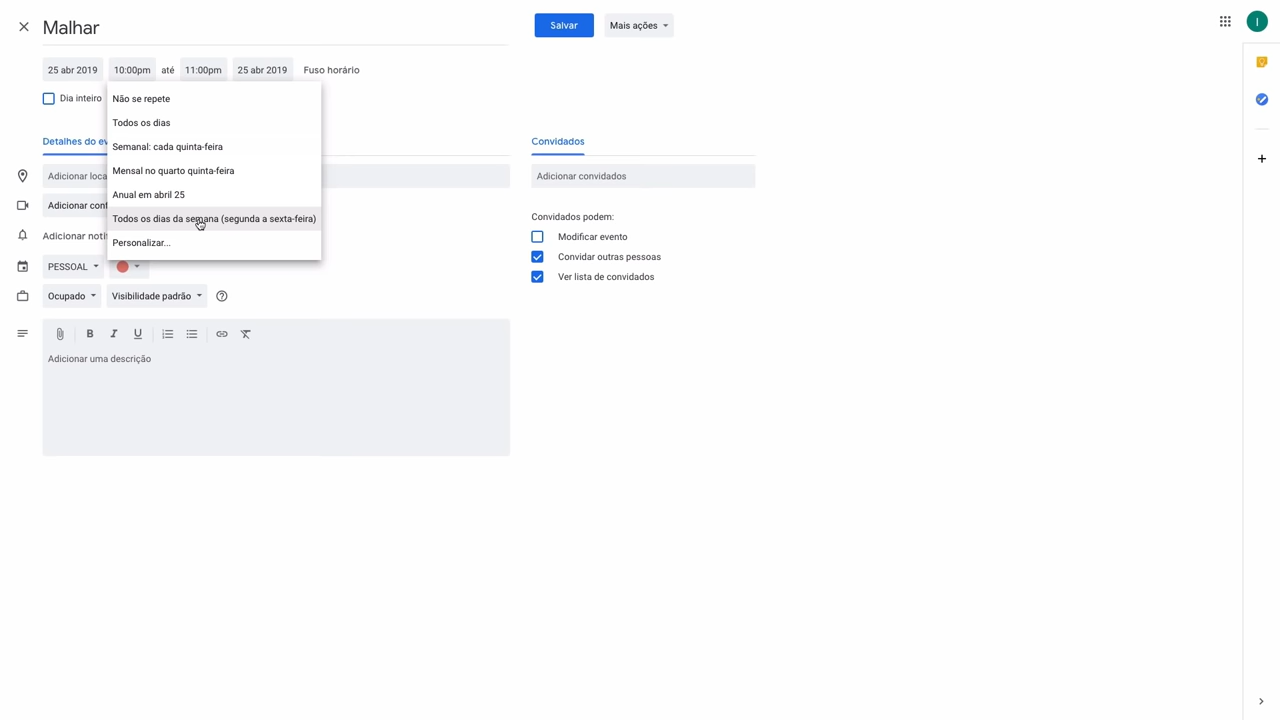 Malhar
Salvar
Mais ações
I
25 abr 2019
10:00pm
até
11:00pm
25 abr 2019
Fuso horário
Dia inteiro
Não se repete
Todos os dias
Semanal: cada quinta-feira
Mensal no quarto quinta-feira
Anual em abril 25
Todos os dias da semana (segunda a sexta-feira)
Personalizar...
Detalhes do ev
Adicionar loca
Adicionar conf
Adicionar noti
PESSOAL
Ocupado
Visibilidade padrão
B I U
Adicionar uma descrição
Convidados
Adicionar convidados
Convidados podem:
Modificar evento
Convidar outras pessoas
Ver lista de convidados